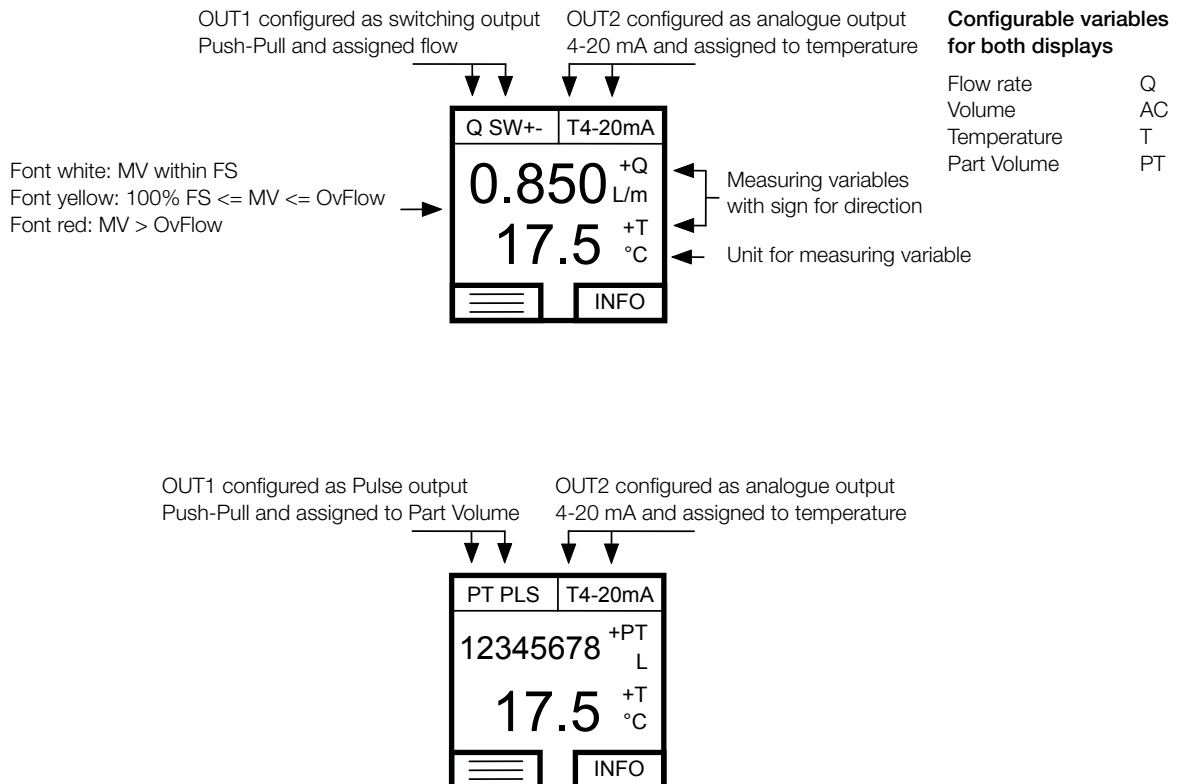 OUT1 configured as switching output
Push-Pull and assigned flow
OUT2 configured as analogue output
4-20 mA and assigned to temperature
Configurable variables
for both displays
Flow rate Q
Volume AC
Temperature T
Part Volume PT
Q SW+- T4-20mA
Font white: MV within FS
Font yellow: 100% FS <= MV <= OvFlow
Font red: MV > OvFlow
0.850 +Q
L/m
17.5 +T
°C
Measuring variables
with sign for direction
Unit for measuring variable
INFO
OUT1 configured as Pulse output
Push-Pull and assigned to Part Volume
OUT2 configured as analogue output
4-20 mA and assigned to temperature
PT PLS T4-20mA
12345678 +PT
L
17.5 +T
°C
INFO